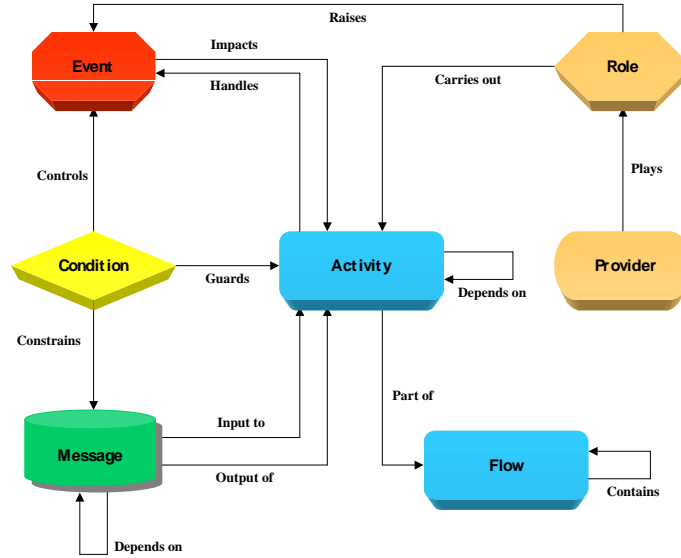 Raises
Impacts
Event
Role
Handles
Carries out
Controls
Plays
Condition
Activity
Provider
Guards
Depends on
Constrains
Part of
Input to
Message
Flow
Output of
Contains
Depends on